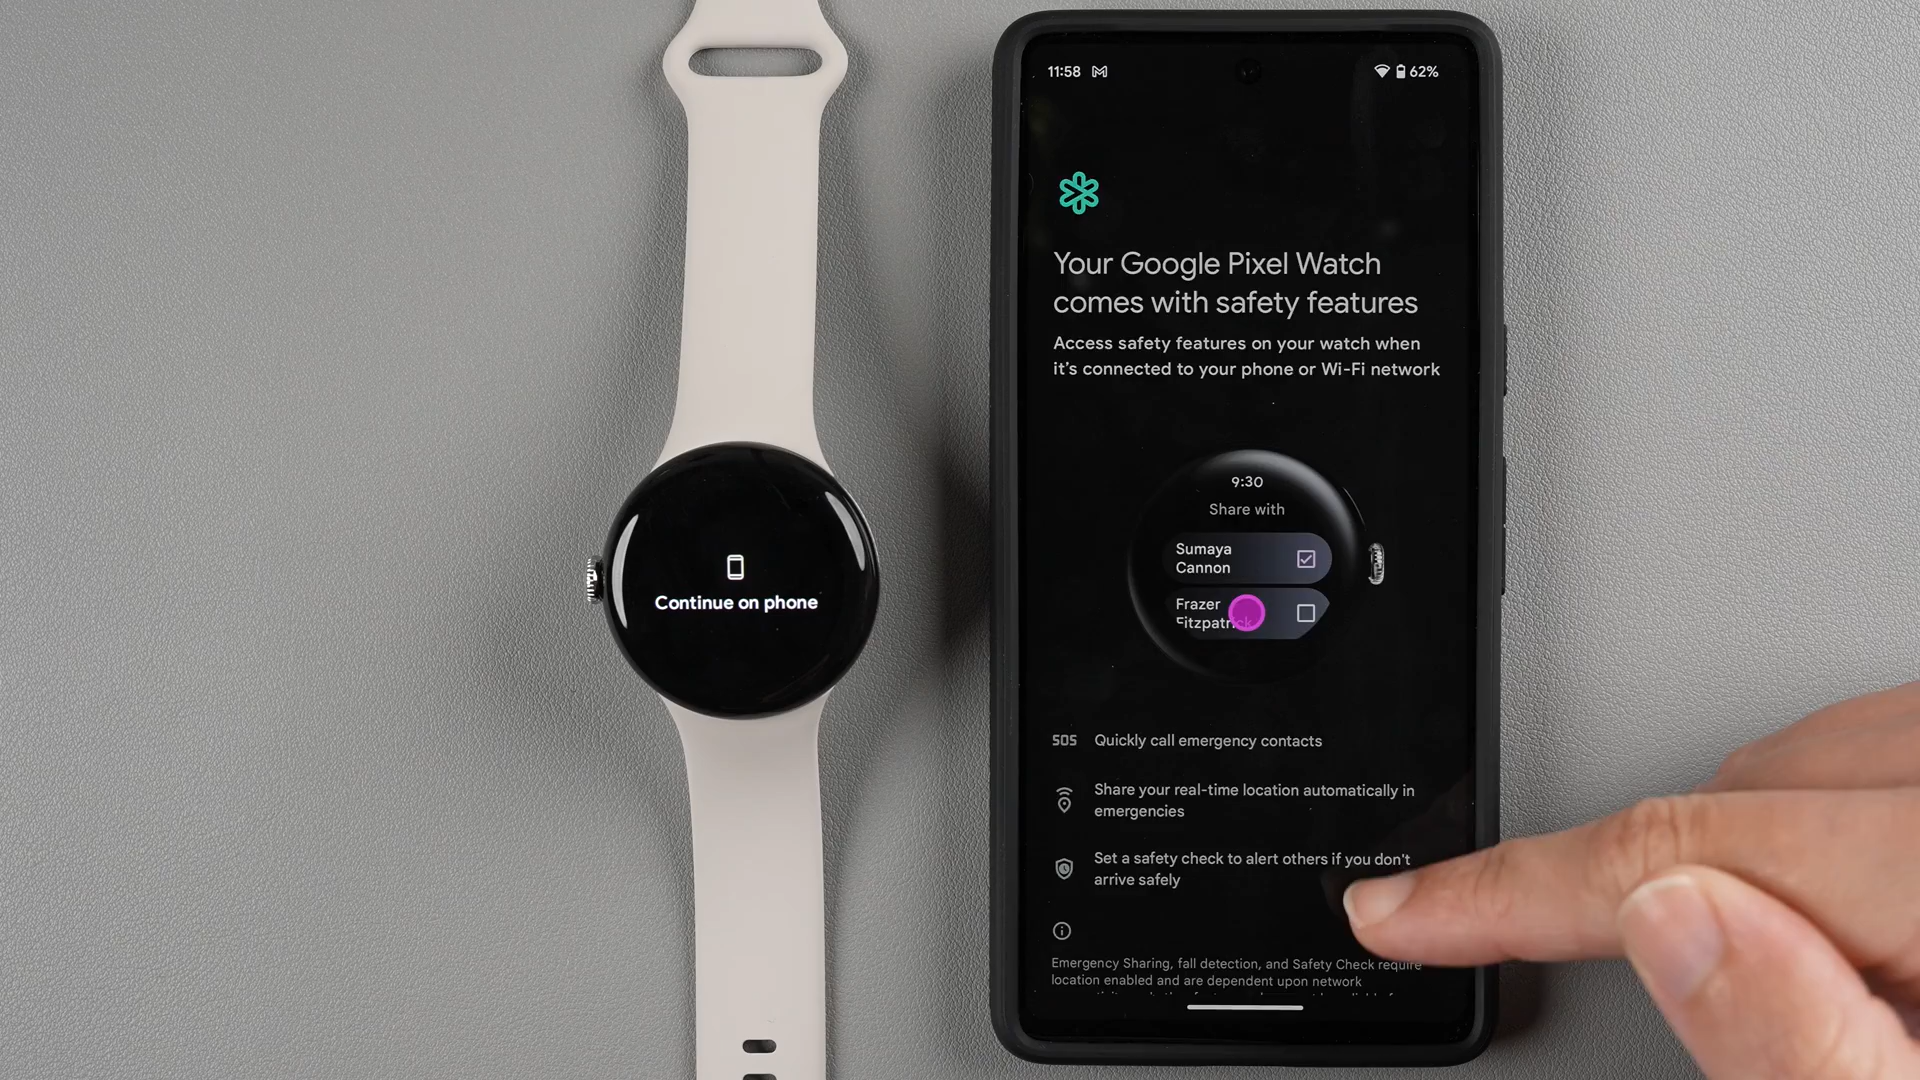 11:58
62%
Your Google Pixel Watch
comes with safety features
Access safety features on your watch when
it's connected to your phone or Wi-Fi network
9:30
Share with
Sumaya
Cannon
Frazer
Fitzpatrick
Continue on phone
SOS Quickly call emergency contacts
Share your real-time location automatically in
emergencies
Set a safety check to alert others if you don't
arrive safely
Emergency Sharing, fall detection, and Safety Check require
location enabled and are dependent upon network